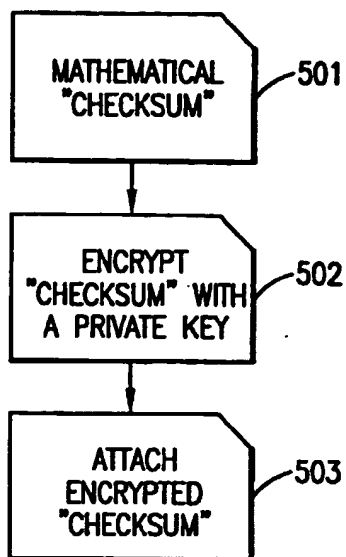 MATHEMATICAL
"CHECKSUM"
501
ENCRYPT
"CHECKSUM" WITH
A PRIVATE KEY
502
ATTACH
ENCRYPTED
"CHECKSUM"
503